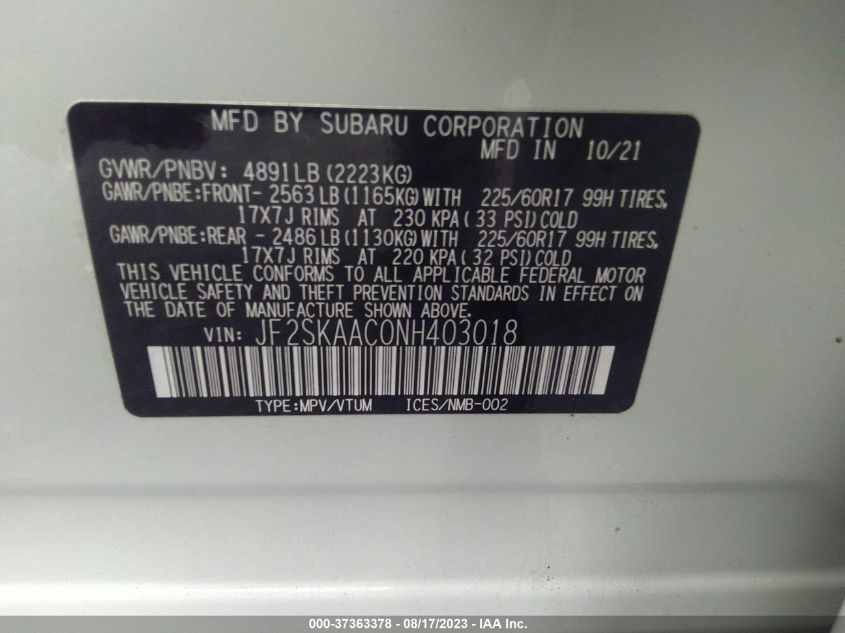 MFD BY SUBARU CORPORATION
MFD IN 10/21
GVWR/PNBV: 4891LB (2223KG)
GAWR/PNBE:FRONT- 2563 LB (1165KG) WITH 225/60R17 99H TIRES,
17X7J RIMS AT 230 KPA ( 33 PSI) COLD
GAWR/PNBE:REAR - 2486 LB (1130KG) WITH 225/60R17 99H TIRES,
17X7J RIMS AT 220 KPA ( 32 PSI) COLD
THIS VEHICLE CONFORMS TO ALL APPLICABLE FEDERAL MOTOR
VEHICLE SAFETY AND THEFT PREVENTION STANDARDS IN EFFECT ON
THE DATE OF MANUFACTURE SHOWN ABOVE.
VIN: JF2SKAAC0NH403018
TYPE:MPV/VTUM ICES/NMB-002
000-37363378 - 08/17/2023 - IAA Inc.